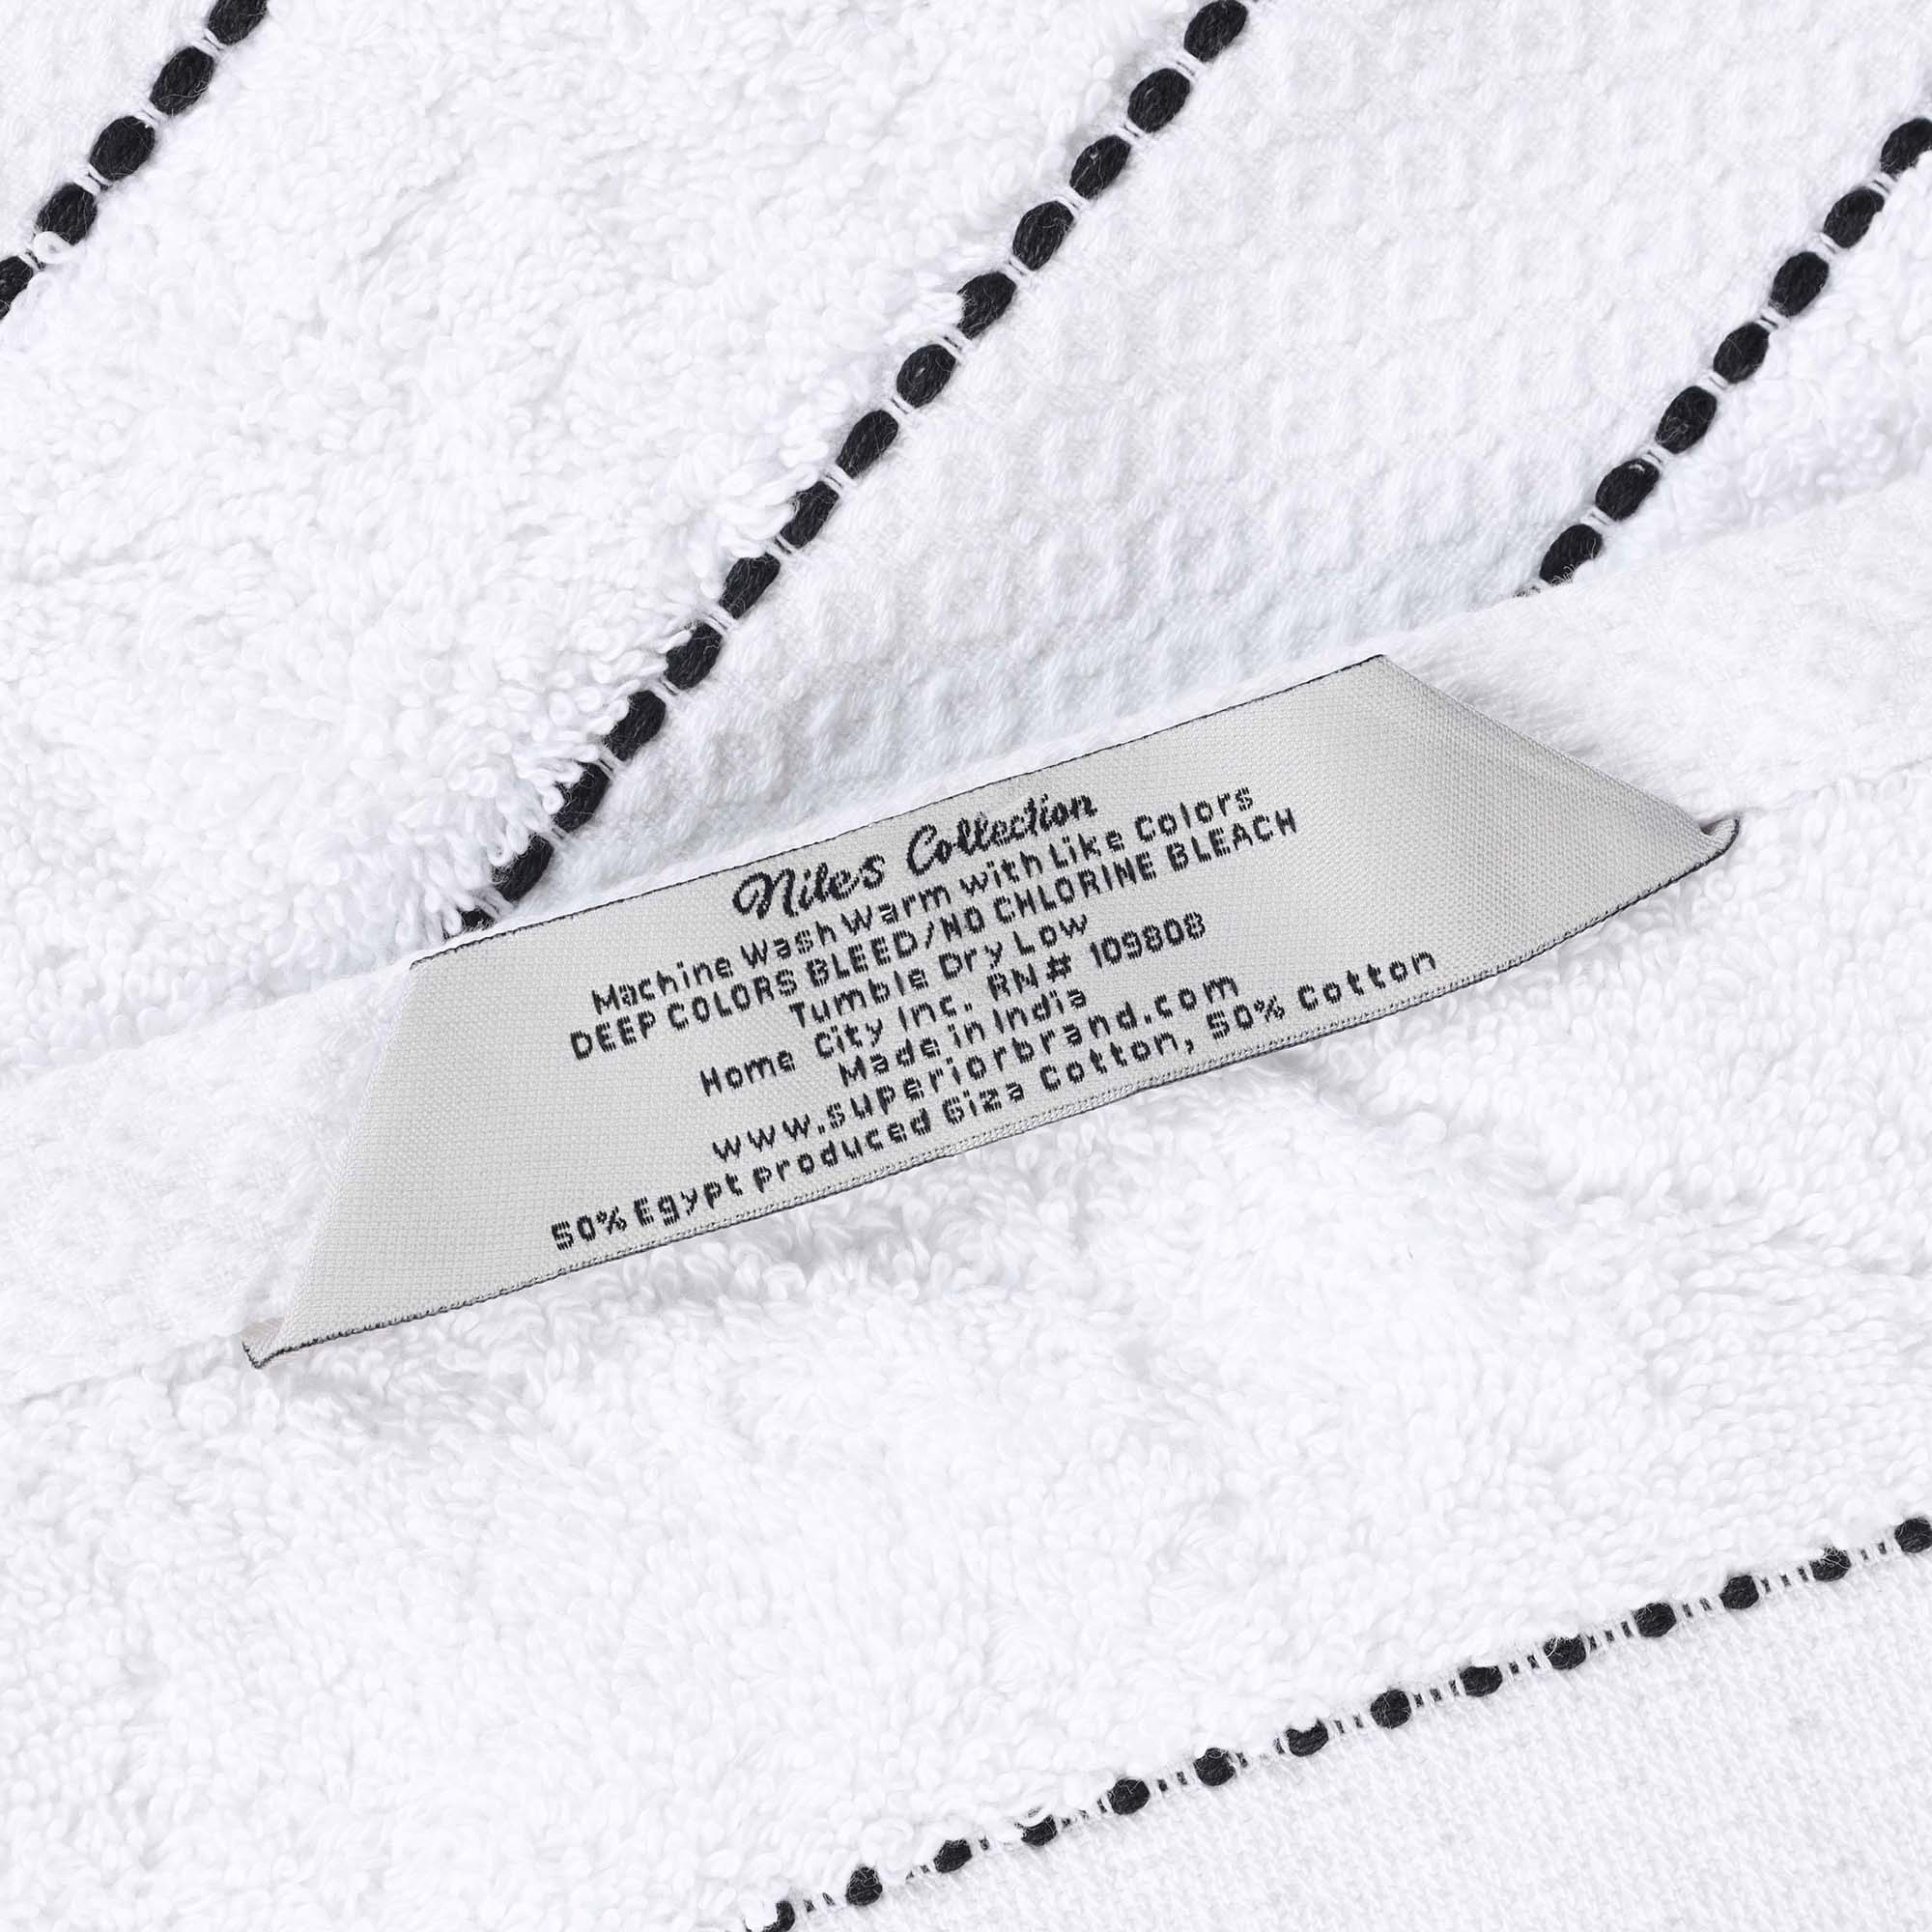 Niles Collection
Machine Wash Warm with Like Colors
DEEP COLORS BLEED/NO CHLORINE BLEACH
Tumble Dry Low
Home City Inc. RN# 109808
Made in India
www.superiorbrand.com
50% Egypt produced Giza Cotton, 50% Cotton